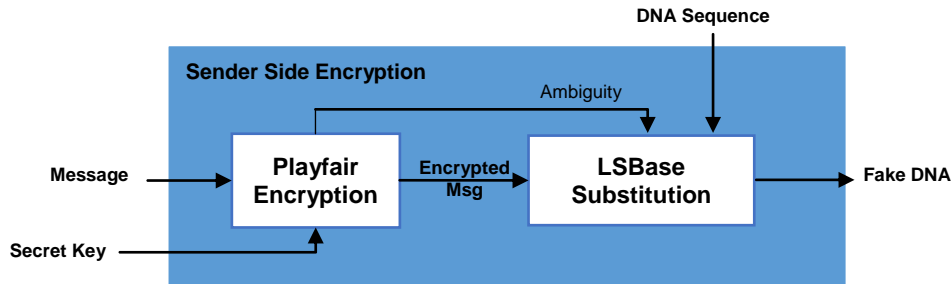 DNA Sequence
Sender Side Encryption
Ambiguity
Message
Playfair
Encryption
Encrypted
Msg
LSBase
Substitution
Fake DNA
Secret Key